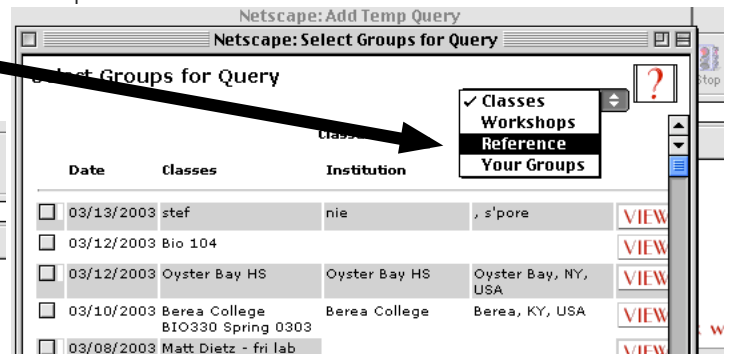 Netscape: Add Temp Query
Netscape: Select Groups for Query
Stop
Select Groups for Query
?
✓ Classes
Workshops
Reference
Your Groups
Date Classes Institution
03/13/2003 stef nie , s'pore VIEW
03/12/2003 Bio 104 VIEW
03/12/2003 Oyster Bay HS Oyster Bay HS Oyster Bay, NY, VIEW
USA
03/10/2003 Berea College Berea College Berea, KY, USA VIEW
BIO330 Spring 0303
w
03/08/2003 Matt Dietz - fri lab VIEW